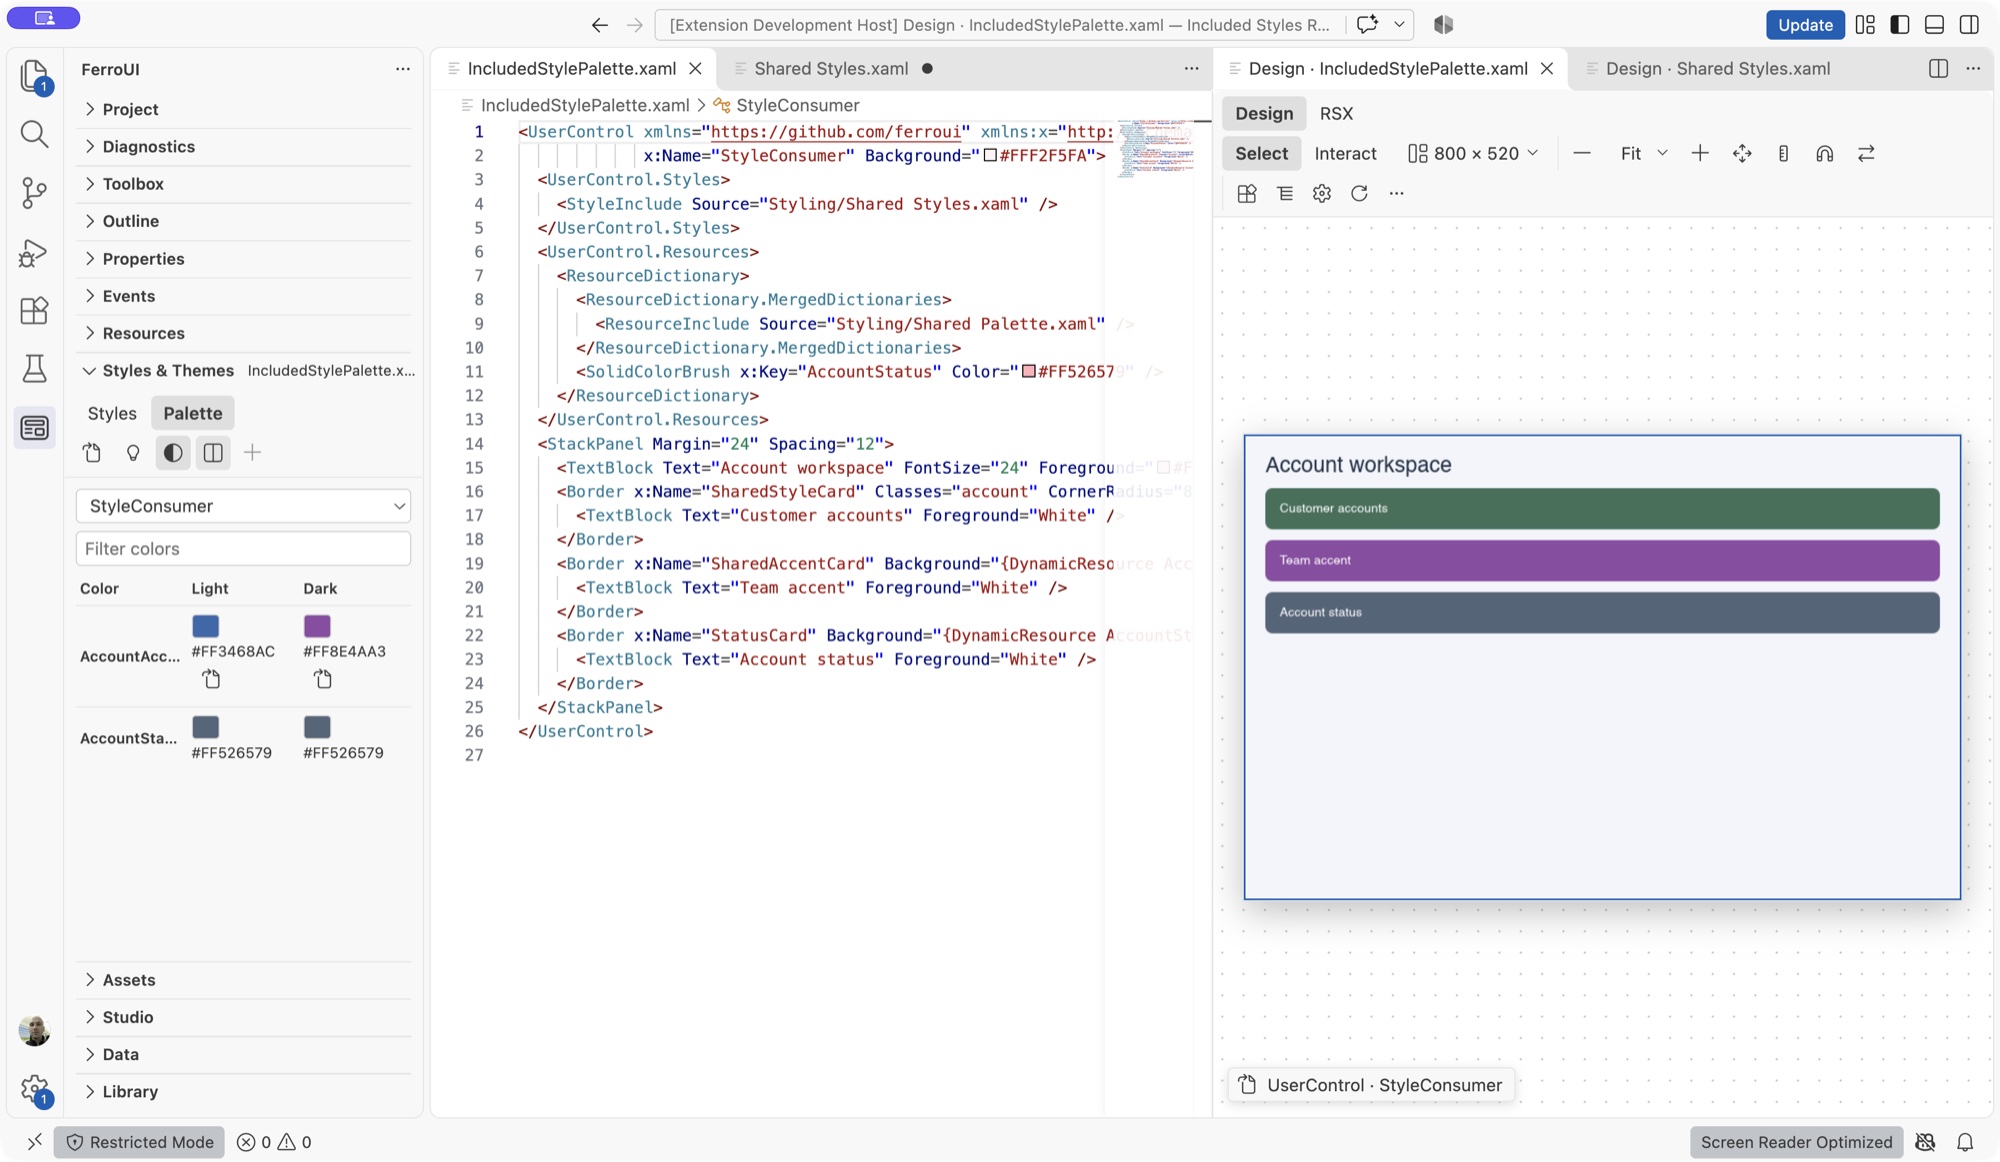 [Extension Development Host] Design · IncludedStylePalette.xaml — Included Styles R...
Update
1
FerroUI
Project
Diagnostics
Toolbox
Outline
Properties
Events
Resources
Styles & Themes IncludedStylePalette.x...
Styles Palette
StyleConsumer
Filter colors
Color Light Dark
AccountAcc... #FF3468AC #FF8E4AA3
AccountSta... #FF526579 #FF526579
Assets
Studio
Data
Library
1
IncludedStylePalette.xaml
Shared Styles.xaml
IncludedStylePalette.xaml > StyleConsumer
1 <UserControl xmlns="https://github.com/ferroui" xmlns:x="http:
2 x:Name="StyleConsumer" Background="#FFF2F5FA">
3 <UserControl.Styles>
4 <StyleInclude Source="Styling/Shared Styles.xaml" />
5 </UserControl.Styles>
6 <UserControl.Resources>
7 <ResourceDictionary>
8 <ResourceDictionary.MergedDictionaries>
9 <ResourceInclude Source="Styling/Shared Palette.xaml" />
10 </ResourceDictionary.MergedDictionaries>
11 <SolidColorBrush x:Key="AccountStatus" Color="#FF526579" />
12 </ResourceDictionary>
13 </UserControl.Resources>
14 <StackPanel Margin="24" Spacing="12">
15 <TextBlock Text="Account workspace" FontSize="24" Foreground="#F
16 <Border x:Name="SharedStyleCard" Classes="account" CornerRadius="8
17 <TextBlock Text="Customer accounts" Foreground="White" />
18 </Border>
19 <Border x:Name="SharedAccentCard" Background="{DynamicResource Acc
20 <TextBlock Text="Team accent" Foreground="White" />
21 </Border>
22 <Border x:Name="StatusCard" Background="{DynamicResource AccountSt
23 <TextBlock Text="Account status" Foreground="White" />
24 </Border>
25 </StackPanel>
26 </UserControl>
27
Design · IncludedStylePalette.xaml
Design · Shared Styles.xaml
Design RSX
Select Interact 800 × 520 Fit
Account workspace
Customer accounts
Team accent
Account status
UserControl · StyleConsumer
Restricted Mode 0 0
Screen Reader Optimized